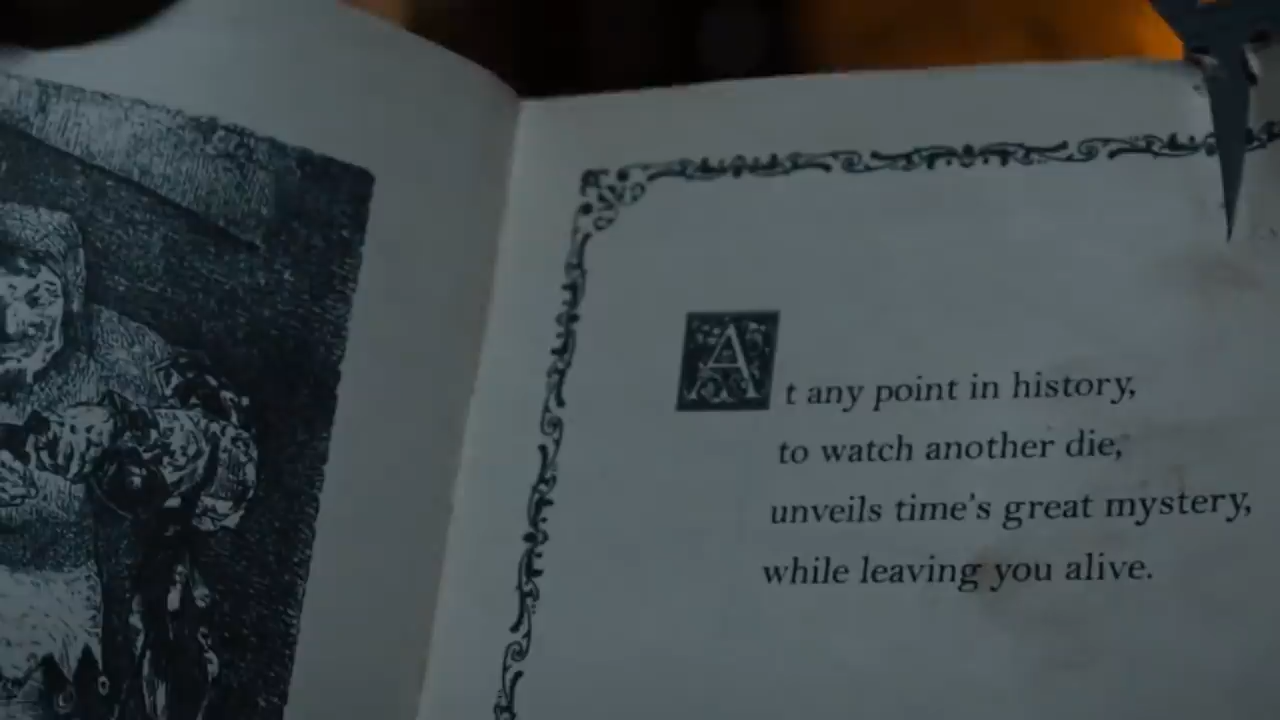 At any point in history,
to watch another die,
unveils time's great mystery,
while leaving you alive.